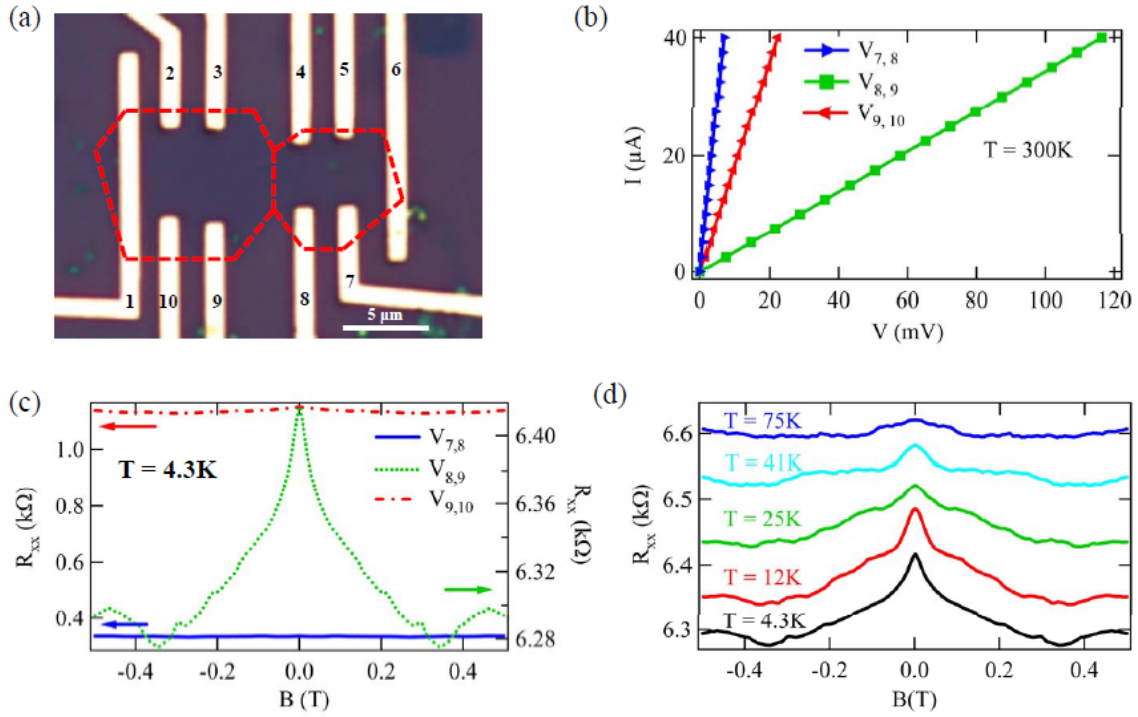 (a)
2
3
4
5
6
1
10
9
8
7
5 μm
(b)
40
20
0
I (μA)
V7, 8
V8, 9
V9, 10
T = 300K
0
20
40
60
80
100
120
V (mV)
(c)
1.0
0.8
0.6
0.4
Rxx (kΩ)
T = 4.3K
V7,8
V8,9
V9,10
6.40
6.36
6.32
6.28
Rxx (kΩ)
-0.4
-0.2
0.0
0.2
0.4
B (T)
(d)
6.6
6.5
6.4
6.3
Rxx (kΩ)
T = 75K
T = 41K
T = 25K
T = 12K
T = 4.3K
-0.4
-0.2
0.0
0.2
0.4
B(T)